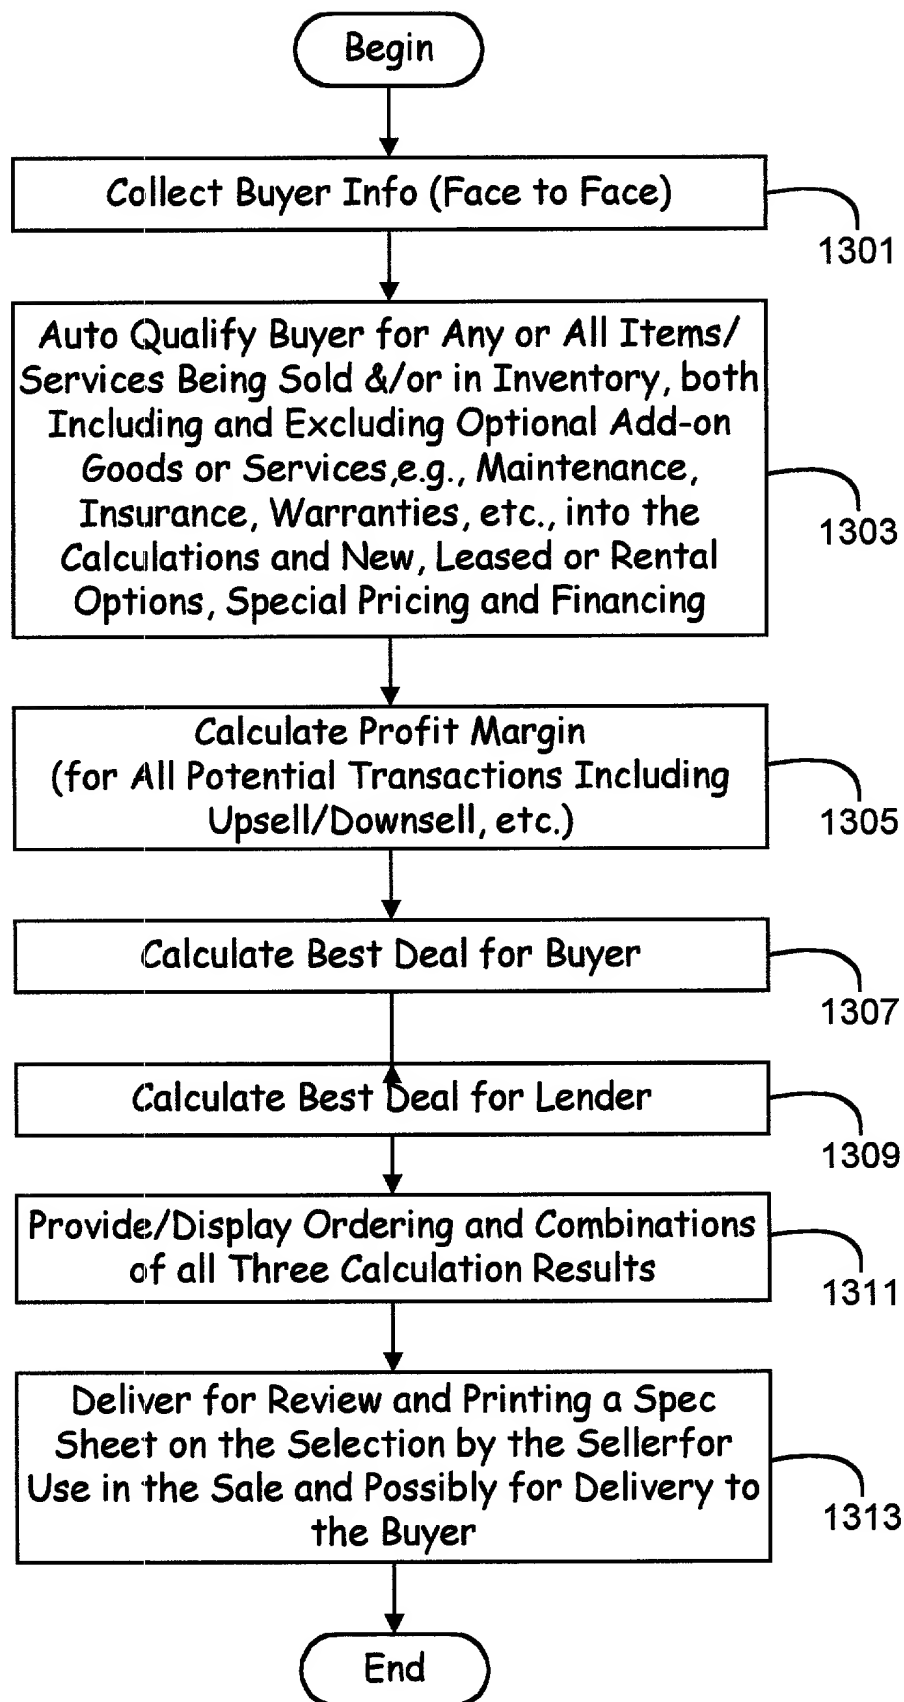 Begin
Collect Buyer Info (Face to Face)
1301
Auto Qualify Buyer for Any or All Items/
Services Being Sold &/or in Inventory, both
Including and Excluding Optional Add-on
Goods or Services,e.g., Maintenance,
Insurance, Warranties, etc., into the
Calculations and New, Leased or Rental
Options, Special Pricing and Financing
1303
Calculate Profit Margin
(for All Potential Transactions Including
Upsell/Downsell, etc.)
1305
Calculate Best Deal for Buyer
1307
Calculate Best Deal for Lender
1309
Provide/Display Ordering and Combinations
of all Three Calculation Results
1311
Deliver for Review and Printing a Spec
Sheet on the Selection by the Sellerfor
Use in the Sale and Possibly for Delivery to
the Buyer
1313
End